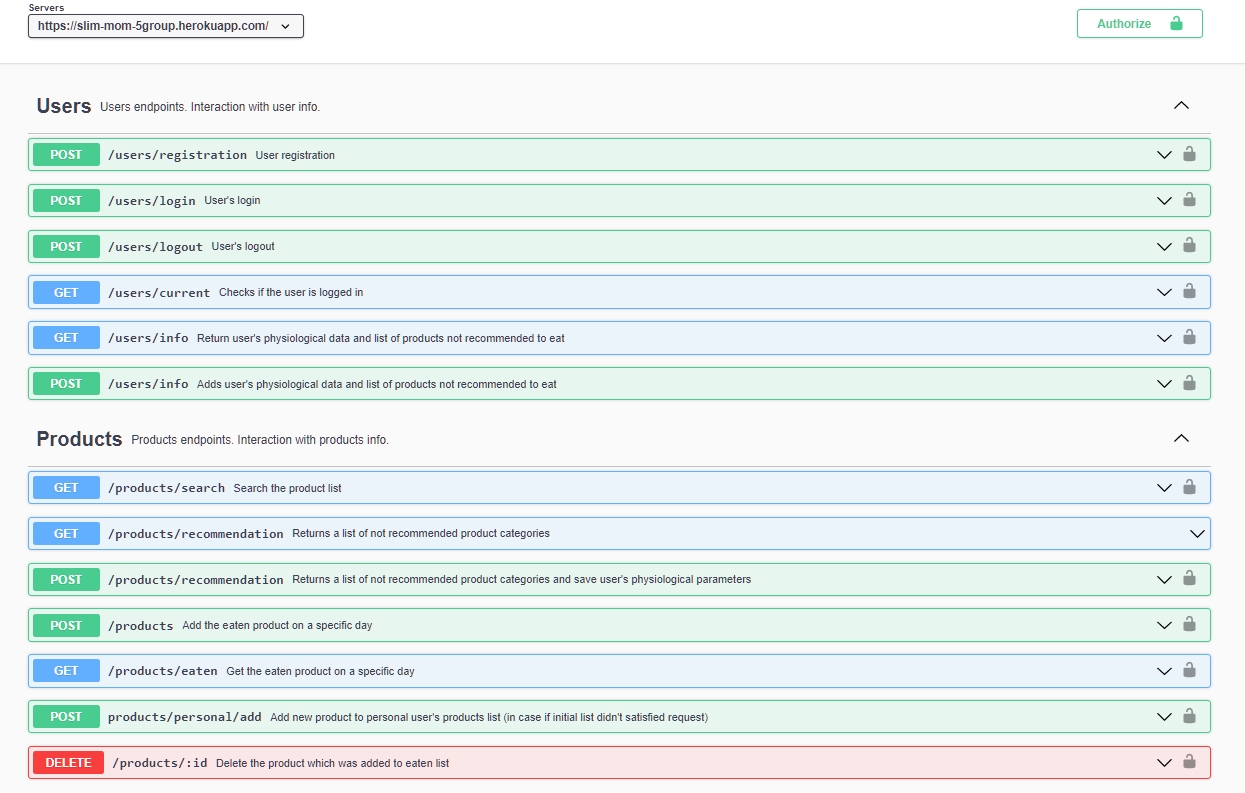 Servers
https://slim-mom-5group.herokuapp.com/
Authorize
Users Users endpoints. Interaction with user info.
POST /users/registration User registration
POST /users/login User's login
POST /users/logout User's logout
GET /users/current Checks if the user is logged in
GET /users/info Return user's physiological data and list of products not recommended to eat
POST /users/info Adds user's physiological data and list of products not recommended to eat
Products Products endpoints. Interaction with products info.
GET /products/search Search the product list
GET /products/recommendation Returns a list of not recommended product categories
POST /products/recommendation Returns a list of not recommended product categories and save user's physiological parameters
POST /products Add the eaten product on a specific day
GET /products/eaten Get the eaten product on a specific day
POST products/personal/add Add new product to personal user's products list (in case if initial list didn't satisfied request)
DELETE /products/:id Delete the product which was added to eaten list